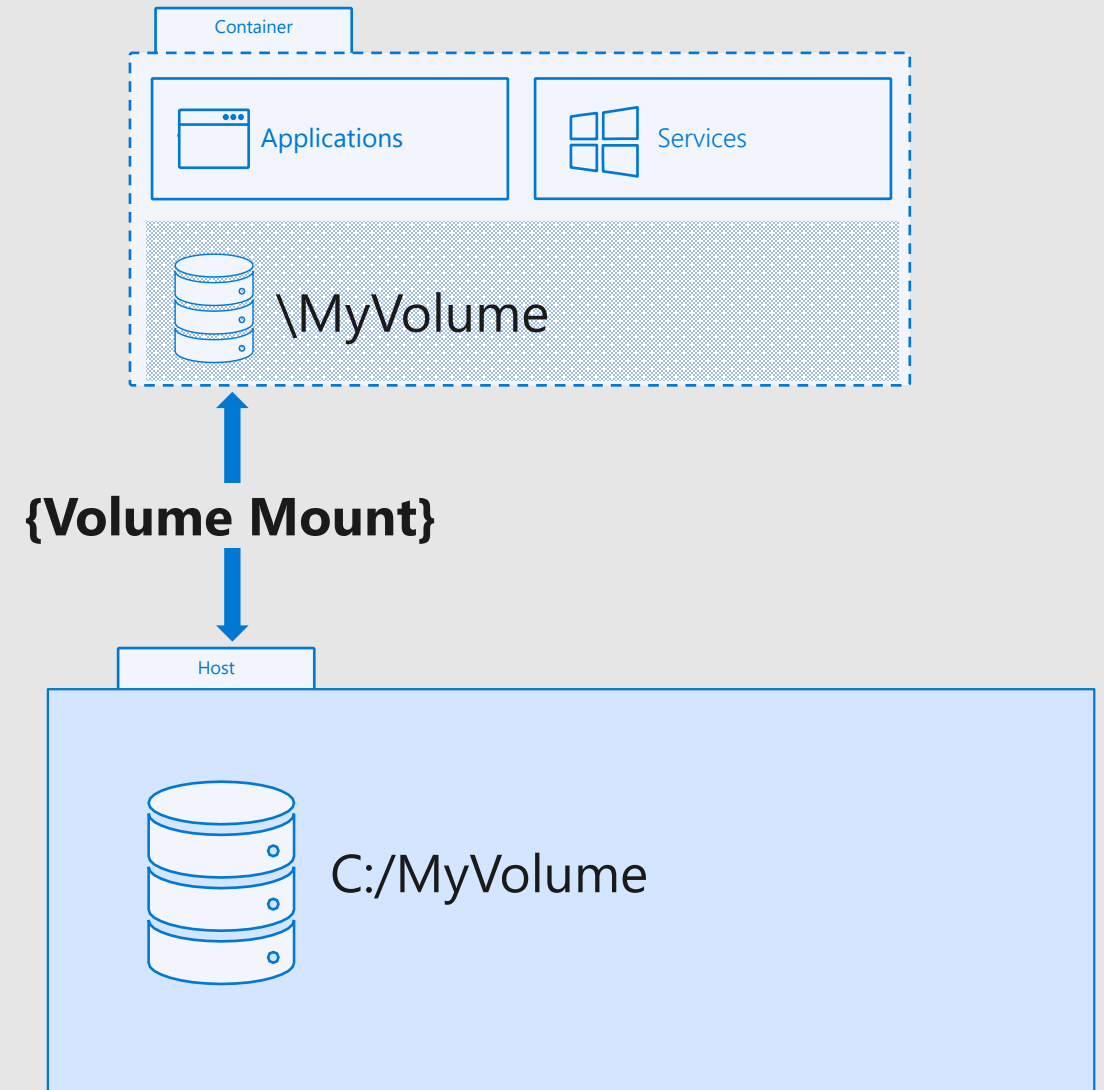 Container
Applications
Services
\MyVolume
{Volume Mount}
Host
C:/MyVolume